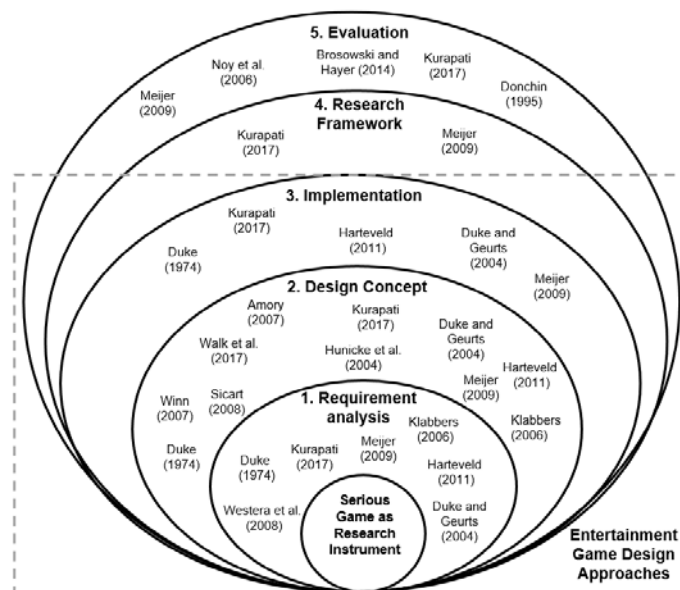 5. Evaluation
Brosowski and
Hayer (2014)
Kurapati
(2017)
Noy et al.
(2006)
Donchin
(1995)
Meijer
(2009)
4. Research
Framework
Kurapati
(2017)
Meijer
(2009)
3. Implementation
Kurapati
(2017)
Harteveld
(2011)
Duke and
Geurts
(2004)
Duke
(1974)
Meijer
(2009)
2. Design Concept
Amory
(2007)
Kurapati
(2017)
Duke and
Geurts
(2004)
Walk et al.
(2017)
Hunicke et al.
(2004)
Harteveld
(2011)
Meijer
(2009)
Winn
(2007)
Sicart
(2008)
Klabbers
(2006)
Duke
(1974)
1. Requirement
analysis
Klabbers
(2006)
Meijer
(2009)
Kurapati
(2017)
Duke
(1974)
Harteveld
(2011)
Westera et al.
(2008)
Duke and
Geurts
(2004)
Serious
Game as
Research
Instrument
Entertainment
Game Design
Approaches